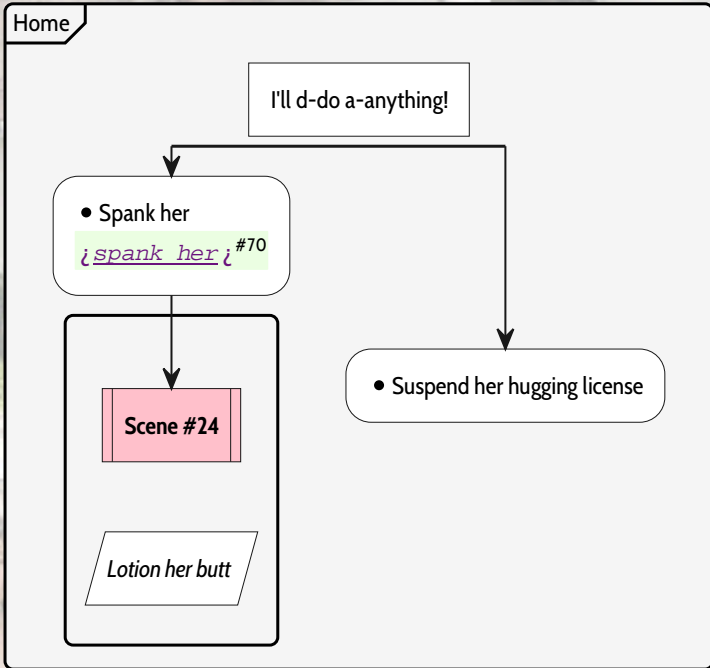 Home
I'll d-do a-anything!
• Spank her
¿spank her¿#70
• Suspend her hugging license
Scene #24
Lotion her butt